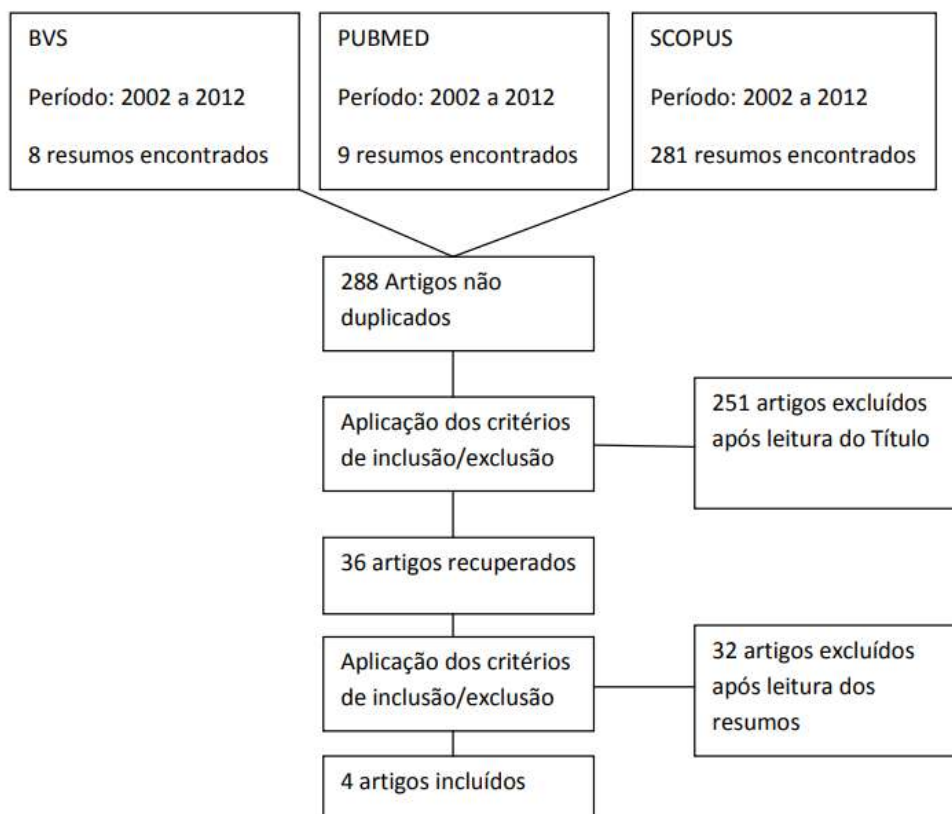 BVS
Período: 2002 a 2012
8 resumos encontrados
PUBMED
Período: 2002 a 2012
9 resumos encontrados
SCOPUS
Período: 2002 a 2012
281 resumos encontrados
288 Artigos não
duplicados
Aplicação dos critérios
de inclusão/exclusão
251 artigos excluídos
após leitura do Título
36 artigos recuperados
Aplicação dos critérios
de inclusão/exclusão
32 artigos excluídos
após leitura dos
resumos
4 artigos incluídos